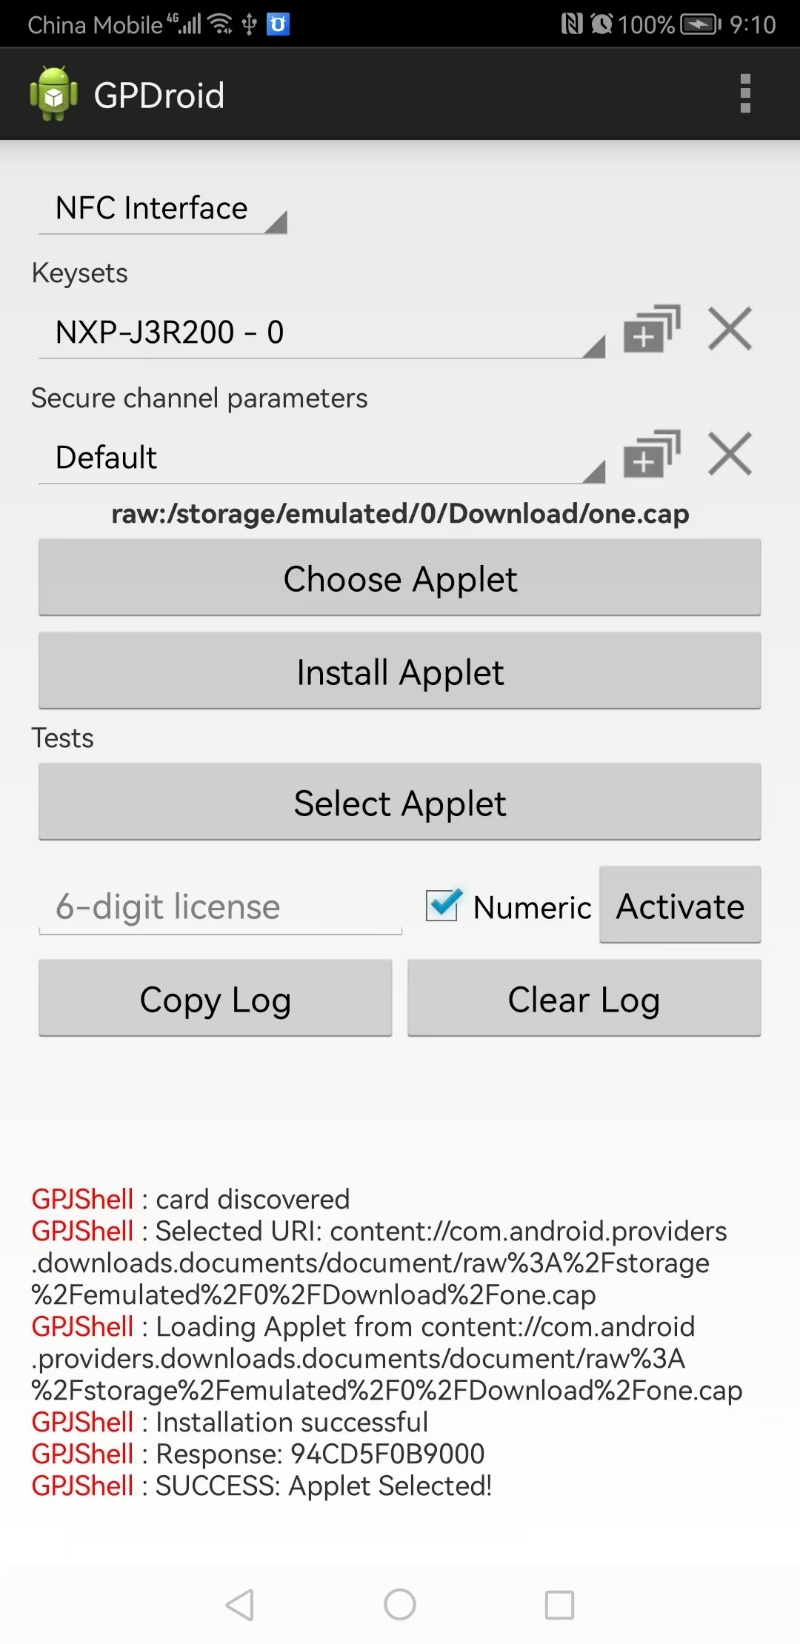 China Mobile 4G 100% 9:10
GPDroid
NFC Interface
Keysets
NXP-J3R200 - 0
Secure channel parameters
Default
raw:/storage/emulated/0/Download/one.cap
Choose Applet
Install Applet
Tests
Select Applet
6-digit license Numeric Activate
Copy Log Clear Log
GPJShell : card discovered
GPJShell : Selected URI: content://com.android.providers
.downloads.documents/document/raw%3A%2Fstorage
%2Femulated%2F0%2FDownload%2Fone.cap
GPJShell : Loading Applet from content://com.android
.providers.downloads.documents/document/raw%3A
%2Fstorage%2Femulated%2F0%2FDownload%2Fone.cap
GPJShell : Installation successful
GPJShell : Response: 94CD5F0B9000
GPJShell : SUCCESS: Applet Selected!